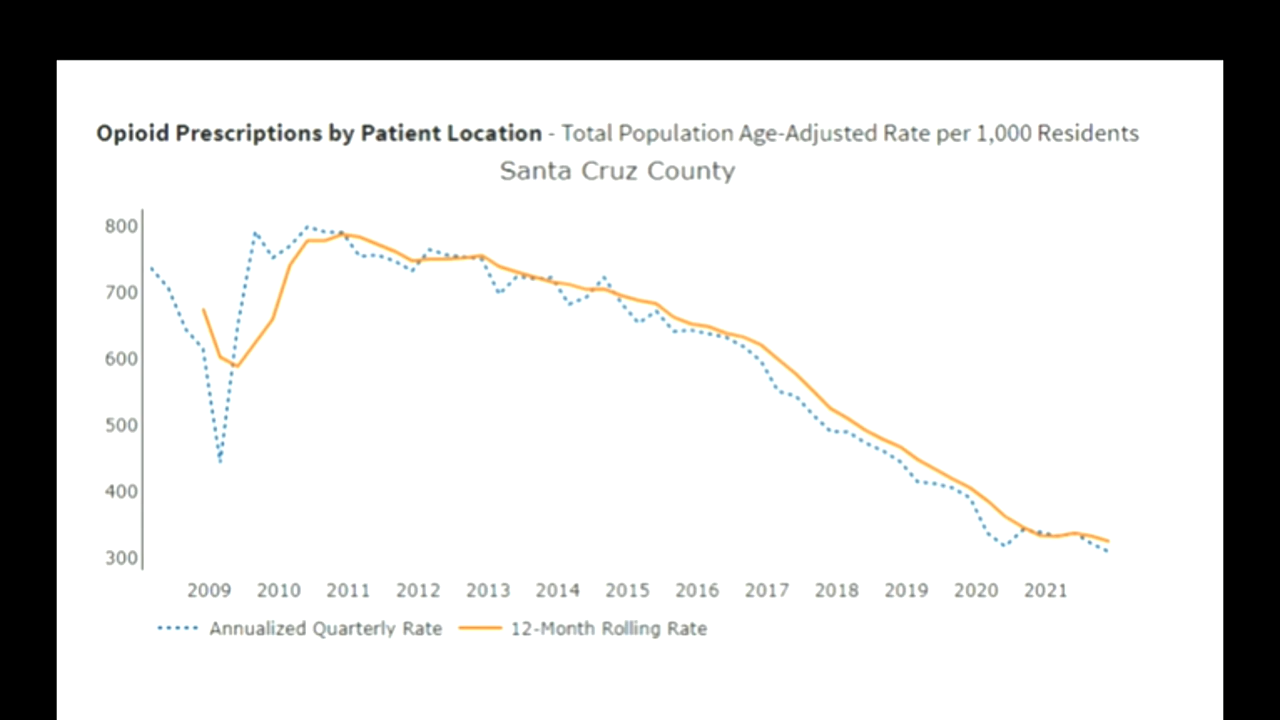 Opioid Prescriptions by Patient Location - Total Population Age-Adjusted Rate per 1,000 Residents
Santa Cruz County
800
700
600
500
400
300
2009 2010 2011 2012 2013 2014 2015 2016 2017 2018 2019 2020 2021
Annualized Quarterly Rate 12-Month Rolling Rate